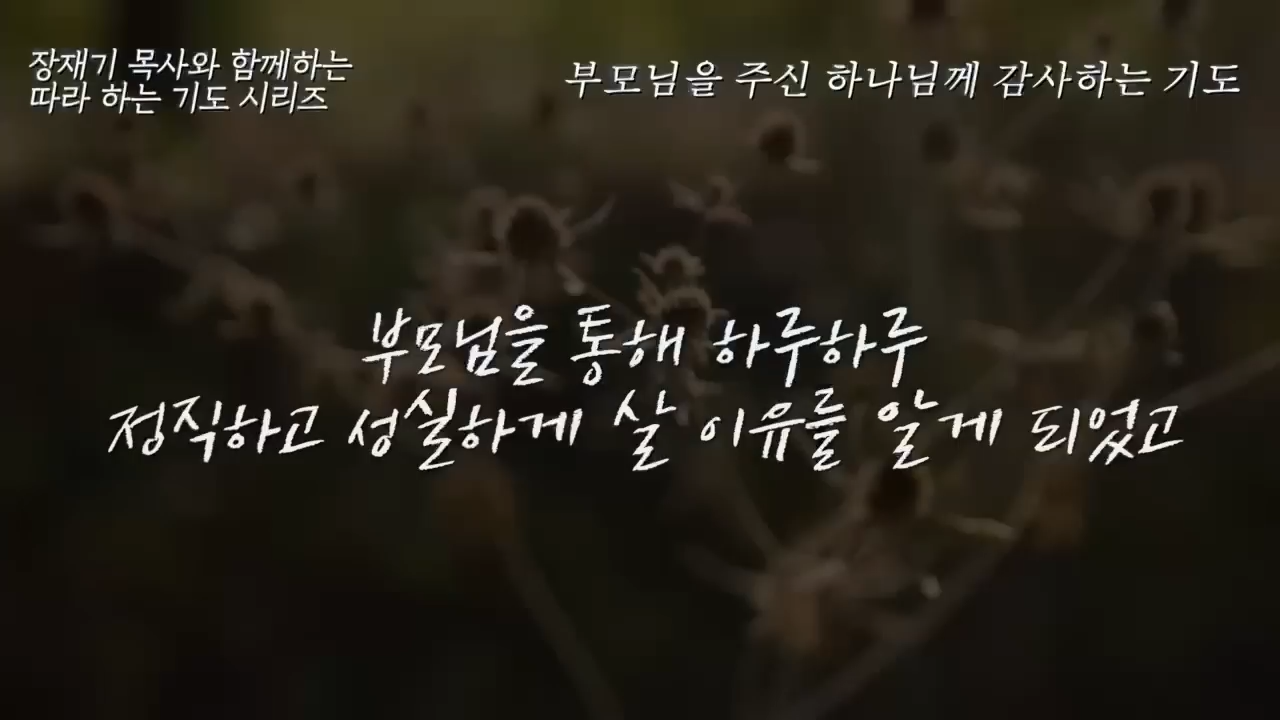 장재기 목사와 함께하는
따라 하는 기도 시리즈
부모님을 주신 하나님께 감사하는 기도
부모님을 통해 하루하루
정직하고 성실하게 살 이유를 알게 되었고